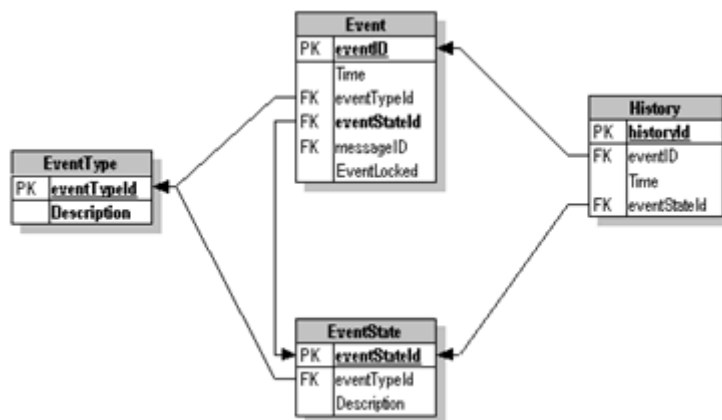 Event
PK eventID
Time
FK eventTypeId
FK eventStateId
FK messageID
EventLocked
History
PK historyId
FK eventID
Time
FK eventStateId
EventType
PK eventTypeId
Description
EventState
PK eventStateId
FK eventTypeId
Description